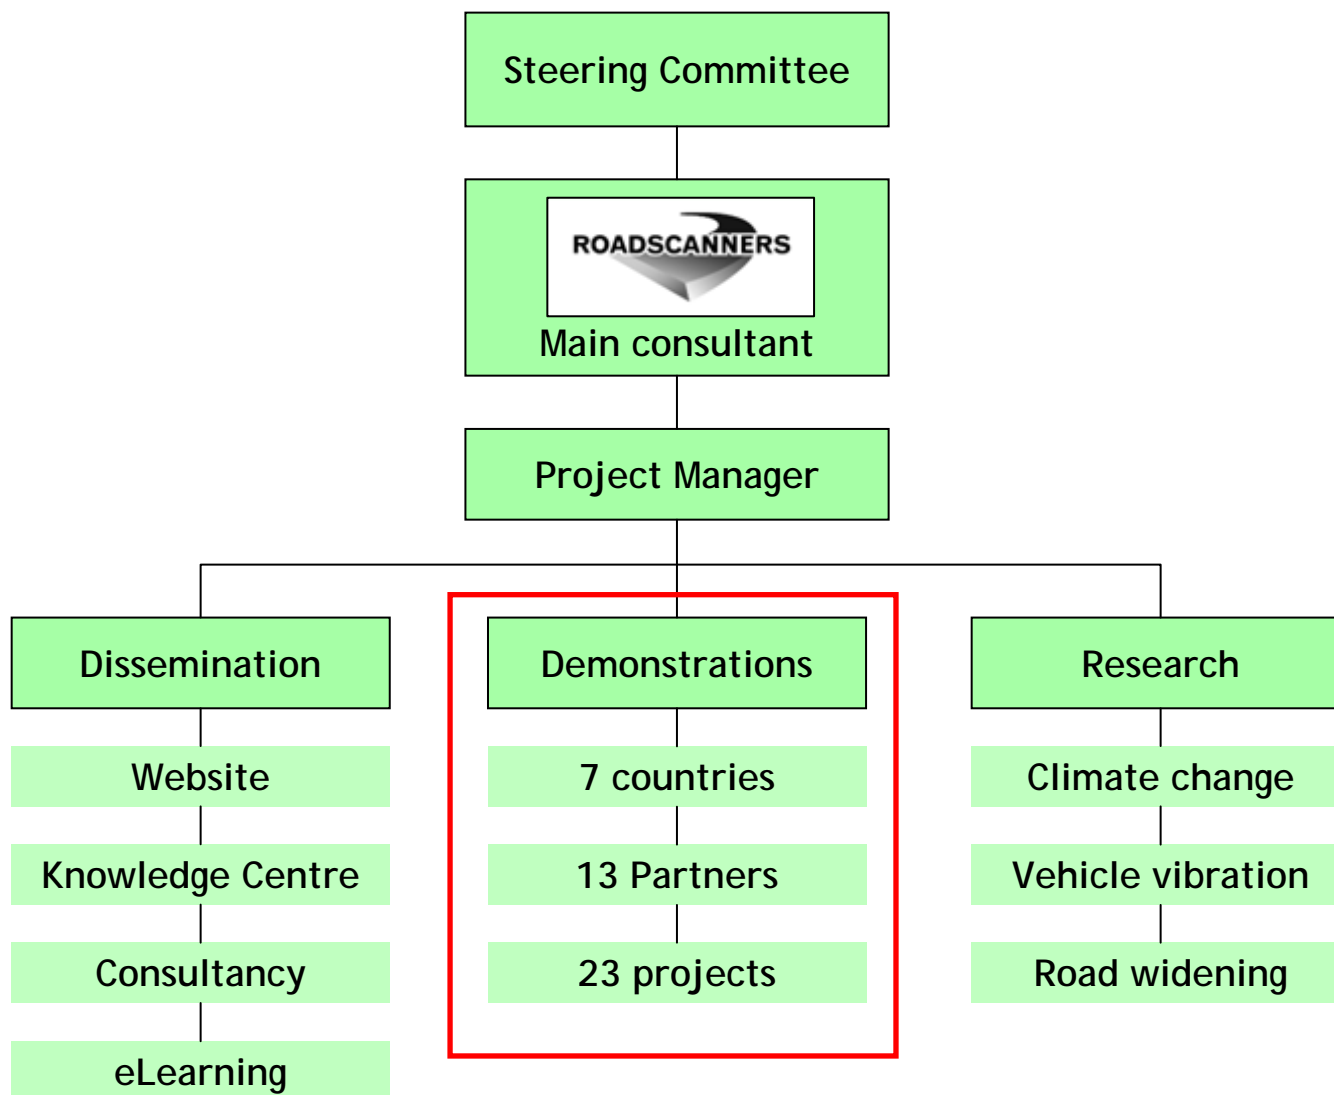 Steering Committee
ROADSCANNERS
Main consultant
Project Manager
Dissemination
Website
Knowledge Centre
Consultancy
eLearning
Demonstrations
7 countries
13 Partners
23 projects
Research
Climate change
Vehicle vibration
Road widening